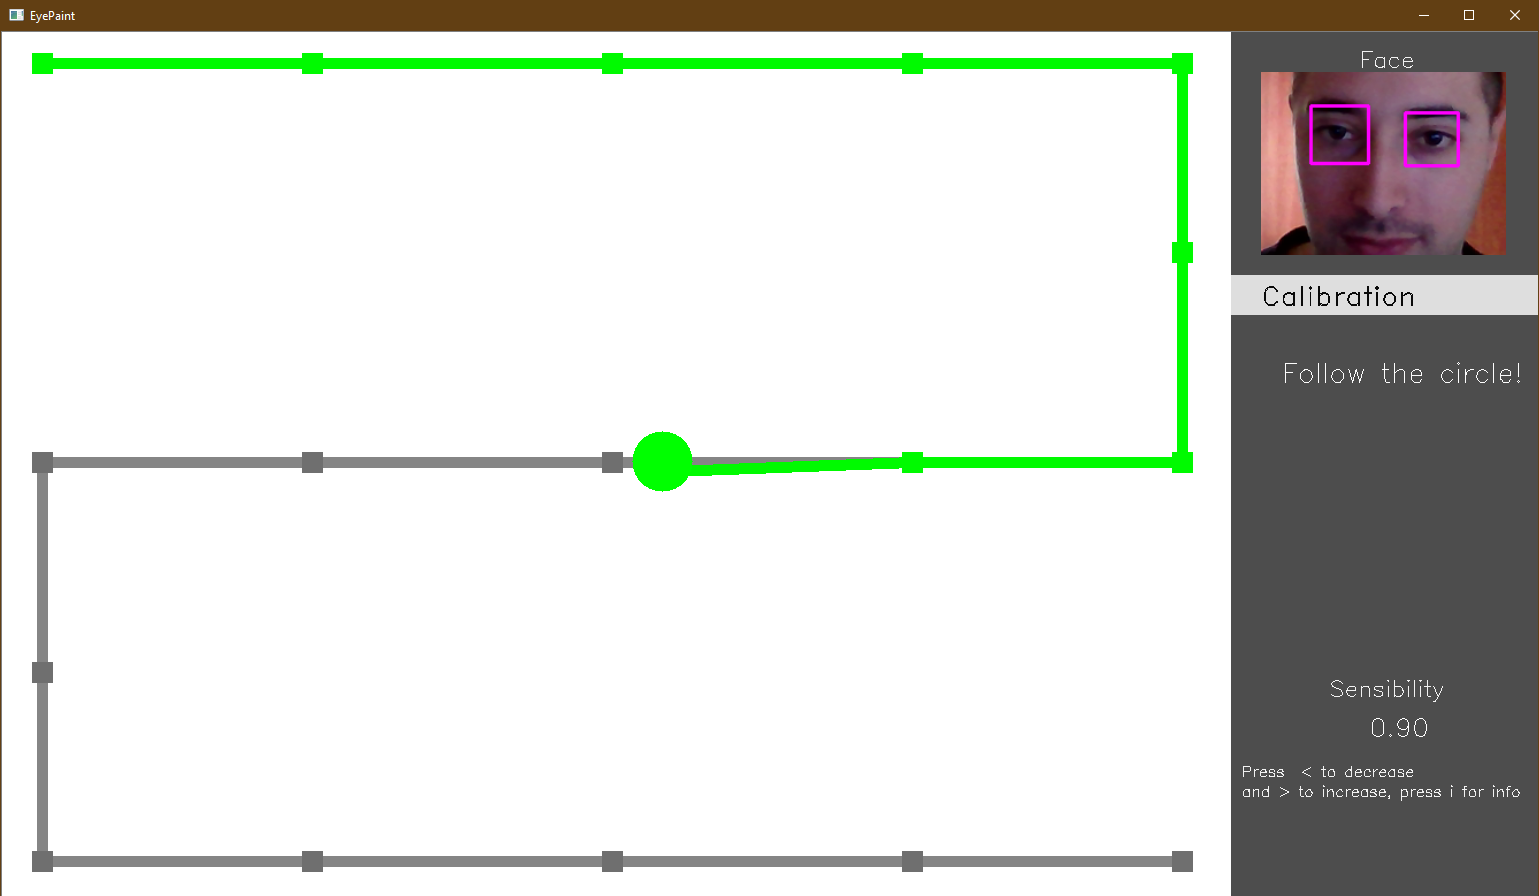 EyePaint
Face
Calibration
Follow the circle!
Sensibility
0.90
Press < to decrease
and > to increase, press i for info